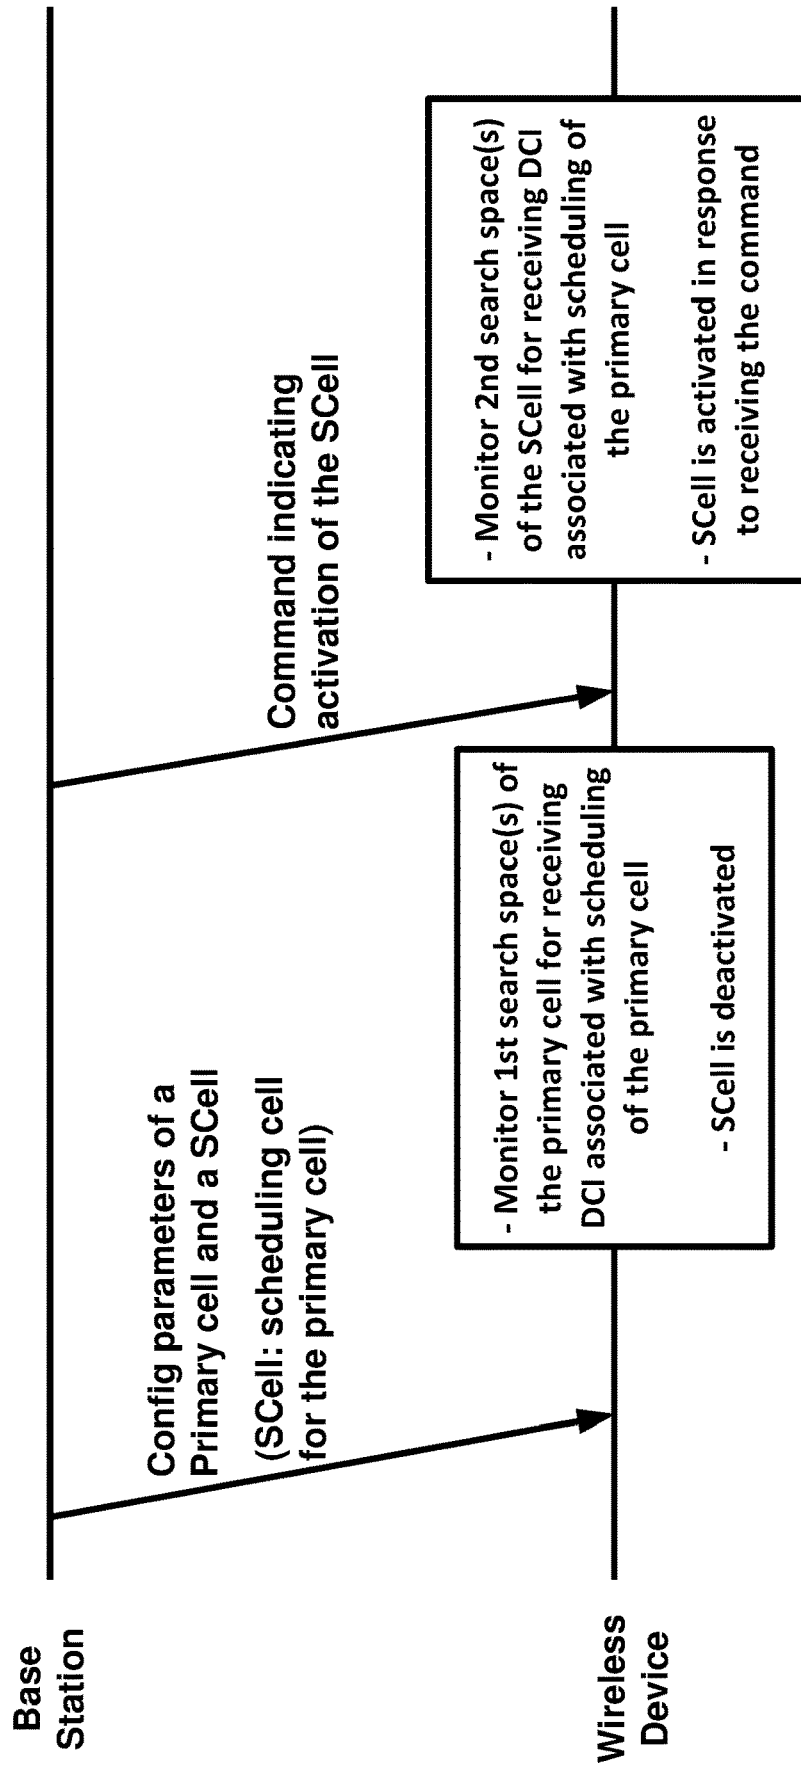 Base
Station
Config parameters of a
Primary cell and a SCell
(SCell: scheduling cell
for the primary cell)
Command indicating
activation of the SCell
Wireless
Device
- Monitor 1st search space(s) of
the primary cell for receiving
DCI associated with scheduling
of the primary cell
- SCell is deactivated
- Monitor 2nd search space(s)
of the SCell for receiving DCI
associated with scheduling of
the primary cell
- SCell is activated in response
to receiving the command